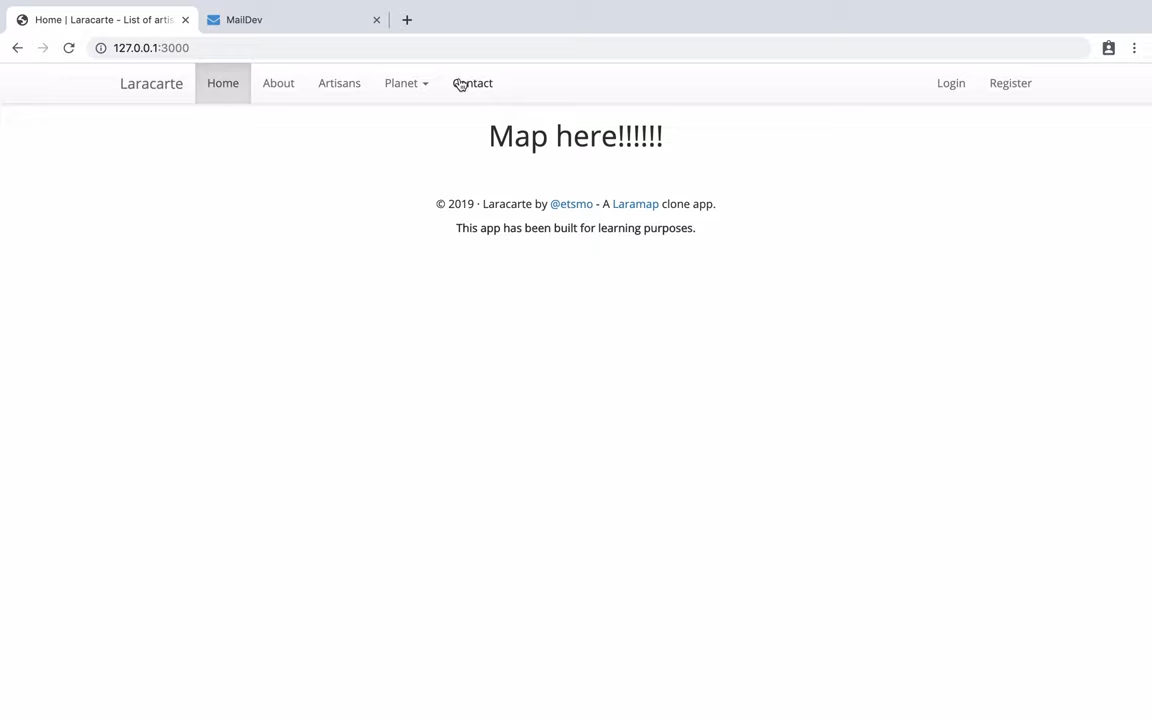 Home | Laracarte - List of artis
MailDev
127.0.0.1:3000
Laracarte Home About Artisans Planet Contact Login Register
Map here!!!!!!
© 2019 · Laracarte by @etsmo - A Laramap clone app.
This app has been built for learning purposes.